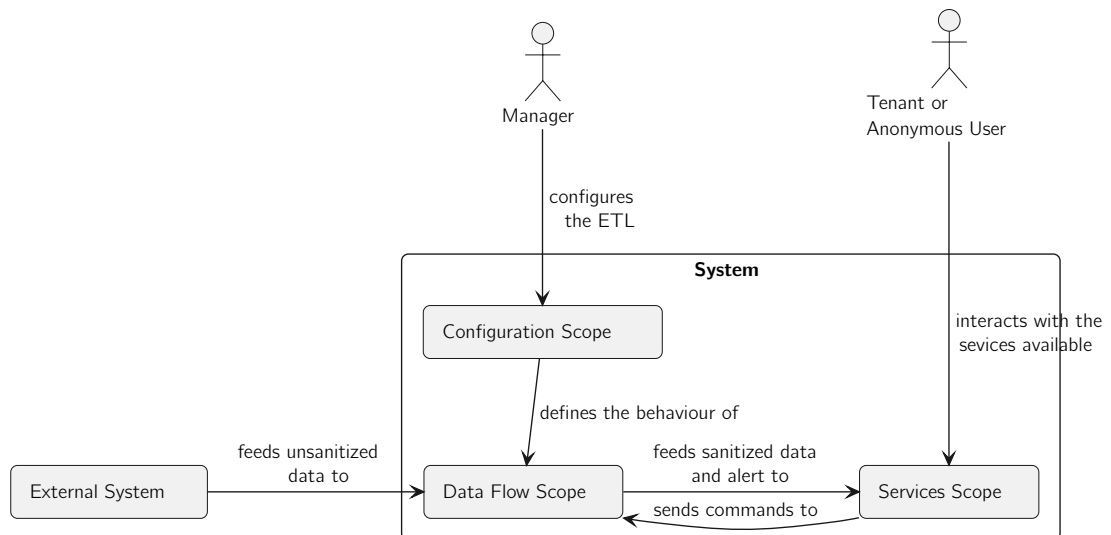 Manager
Tenant or
Anonymous User
configures
the ETL
System
Configuration Scope
interacts with the
sevices available
defines the behaviour of
feeds unsanitized
data to
feeds sanitized data
and alert to
External System
Data Flow Scope
Services Scope
sends commands to